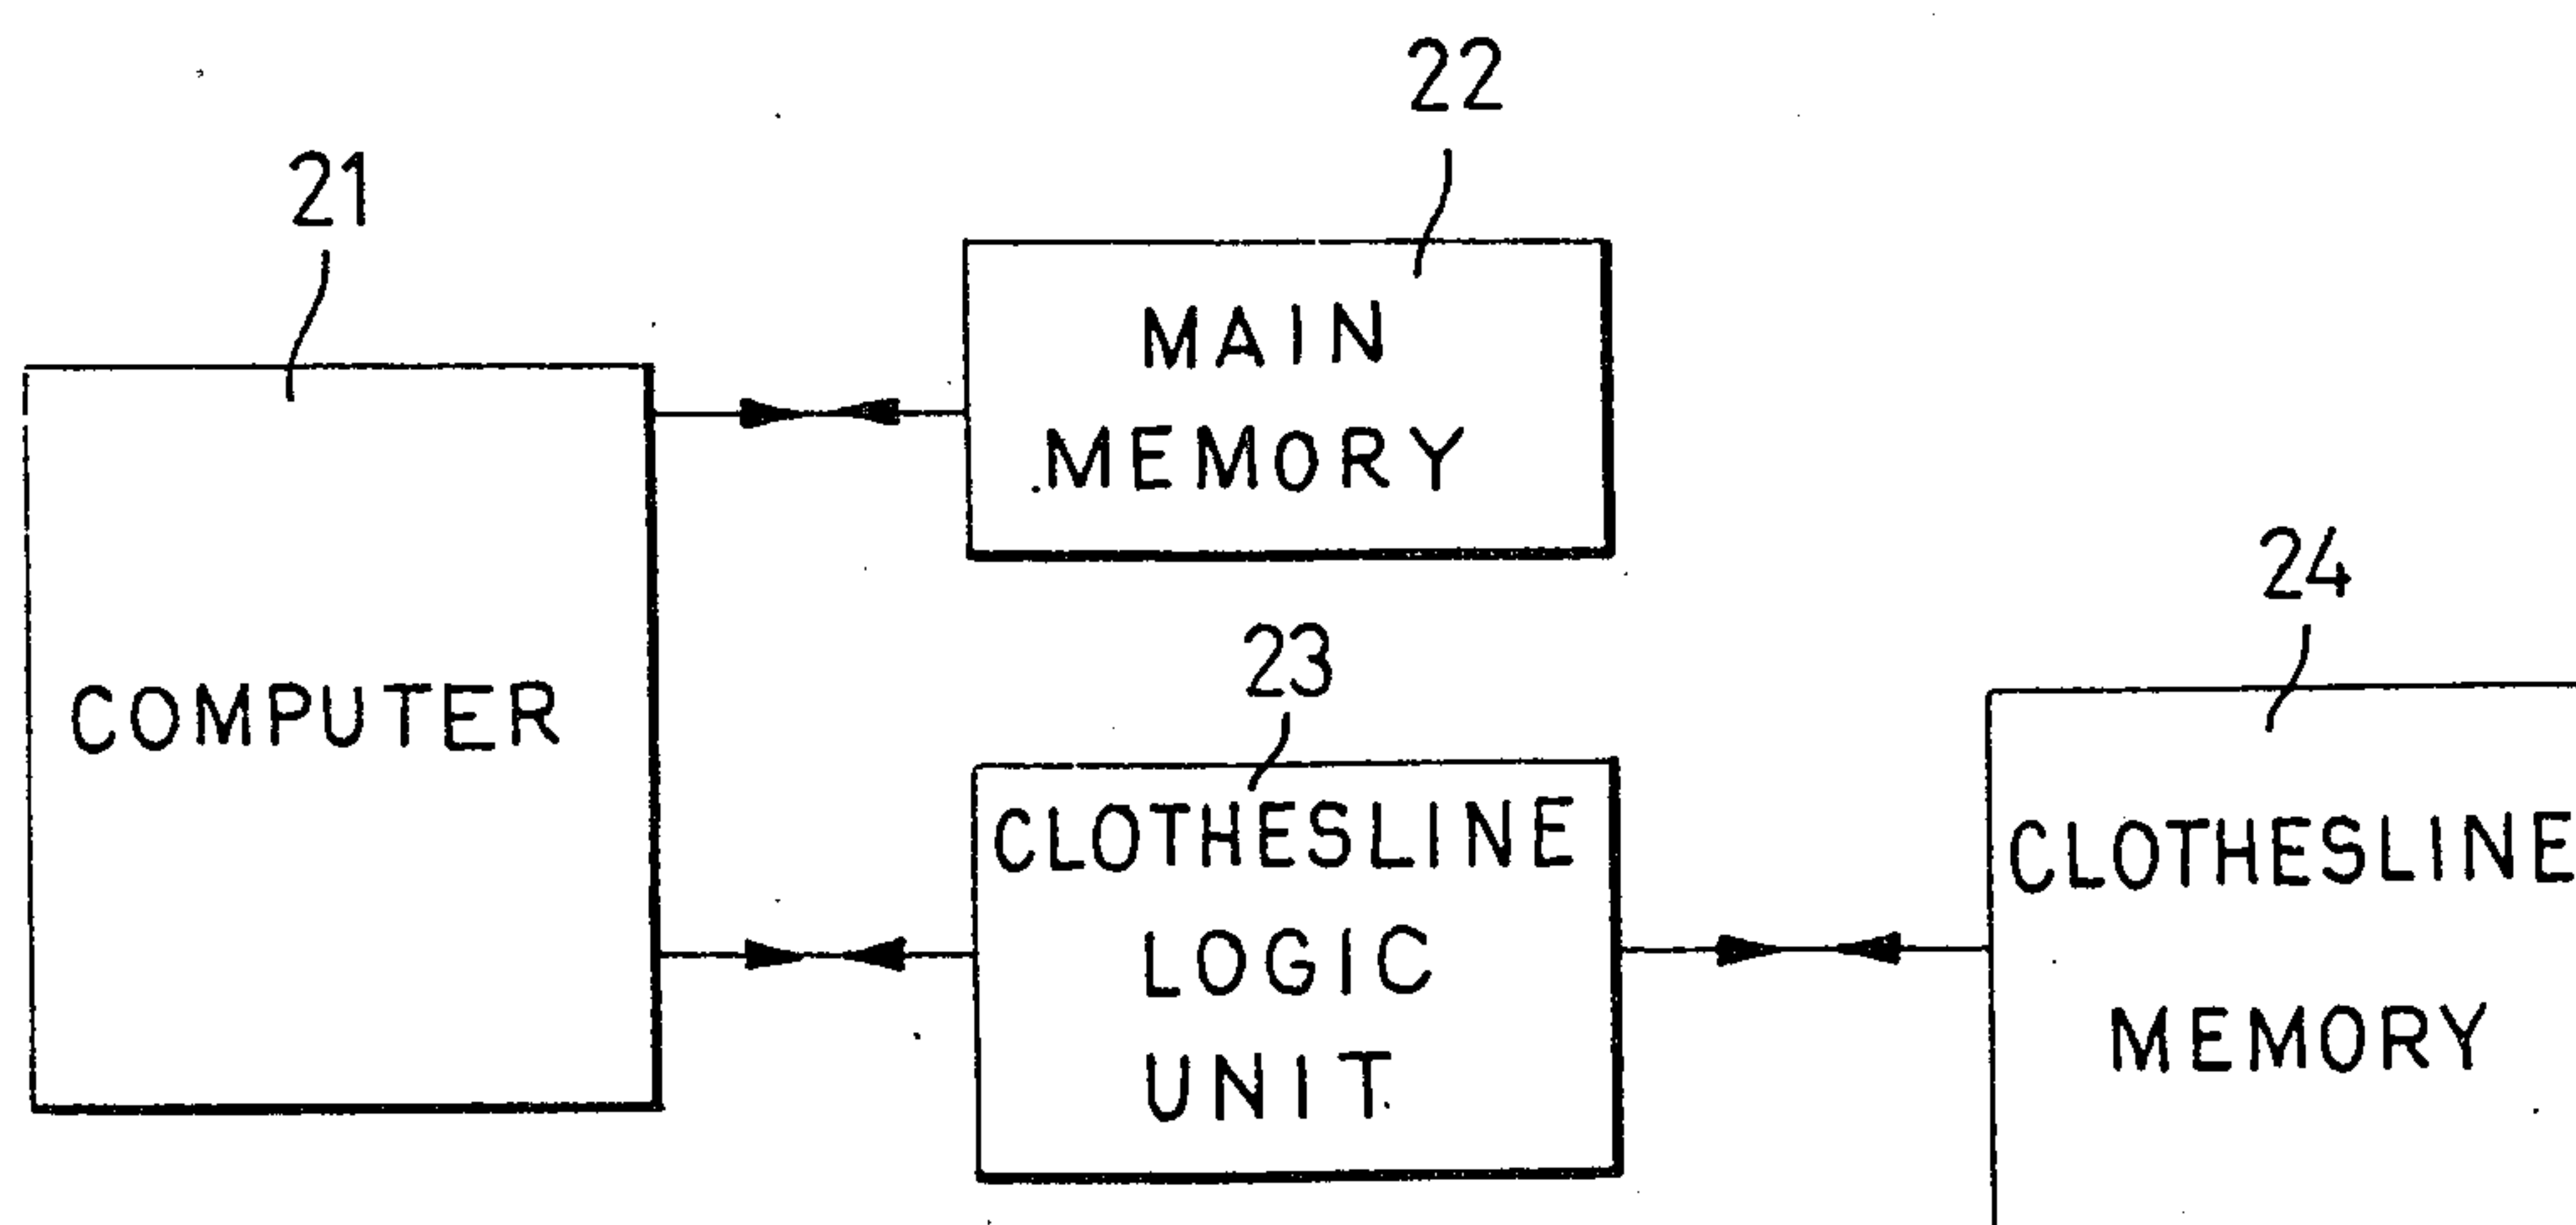 22
21
MAIN
MEMORY
24
23
COMPUTER
CLOTHESLINE
LOGIC
UNIT
CLOTHESLINE
MEMORY